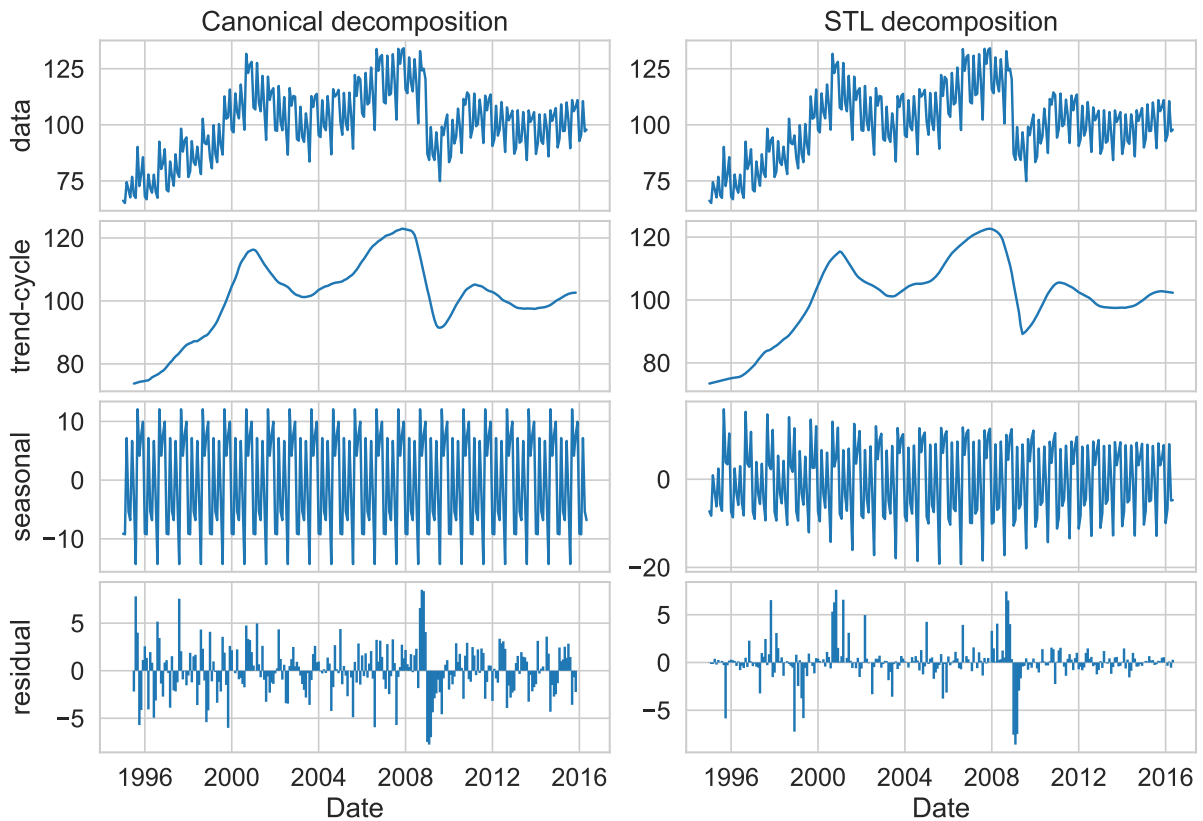 Canonical decomposition
STL decomposition
data
125
100
75
125
100
75
trend-cycle
120
100
80
120
100
80
seasonal
10
0
−10
0
−20
residual
5
0
−5
5
0
−5
1996 2000 2004 2008 2012 2016
Date
1996 2000 2004 2008 2012 2016
Date